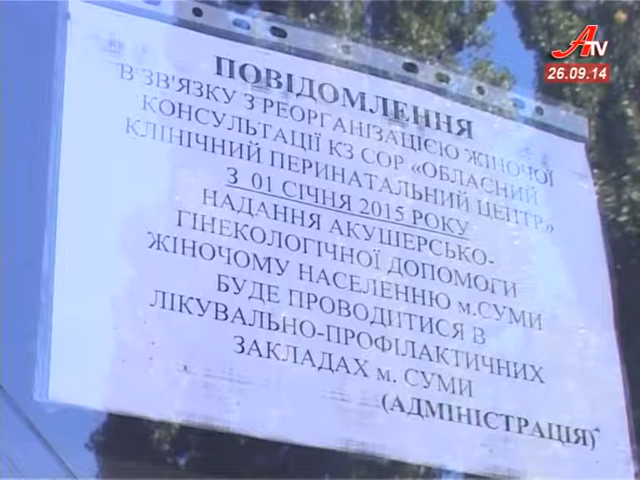 ATV
26.09.14
ПОВІДОМЛЕННЯ
В ЗВ'ЯЗКУ З РЕОРГАНІЗАЦІЄЮ ЖІНОЧОЇ
КОНСУЛЬТАЦІЇ КЗ СОР «ОБЛАСНИЙ
КЛІНІЧНИЙ ПЕРИНАТАЛЬНИЙ ЦЕНТР»
З 01 СІЧНЯ 2015 РОКУ
НАДАННЯ АКУШЕРСЬКО-
ГІНЕКОЛОГІЧНОЇ ДОПОМОГИ
ЖІНОЧОМУ НАСЕЛЕННЮ м.СУМИ
БУДЕ ПРОВОДИТИСЯ В
ЛІКУВАЛЬНО-ПРОФІЛАКТИЧНИХ
ЗАКЛАДАХ м. СУМИ
(АДМІНІСТРАЦІЯ)